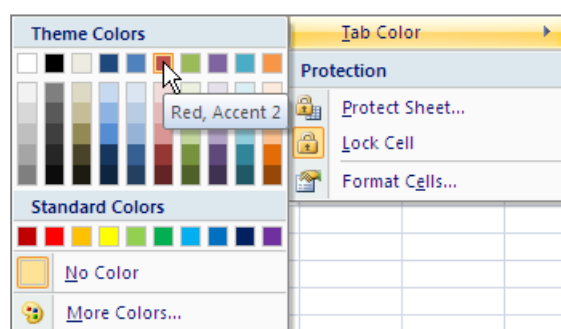 Theme Colors
Red, Accent 2
Standard Colors
No Color
More Colors...
Tab Color
Protection
Protect Sheet...
Lock Cell
Format Cells...